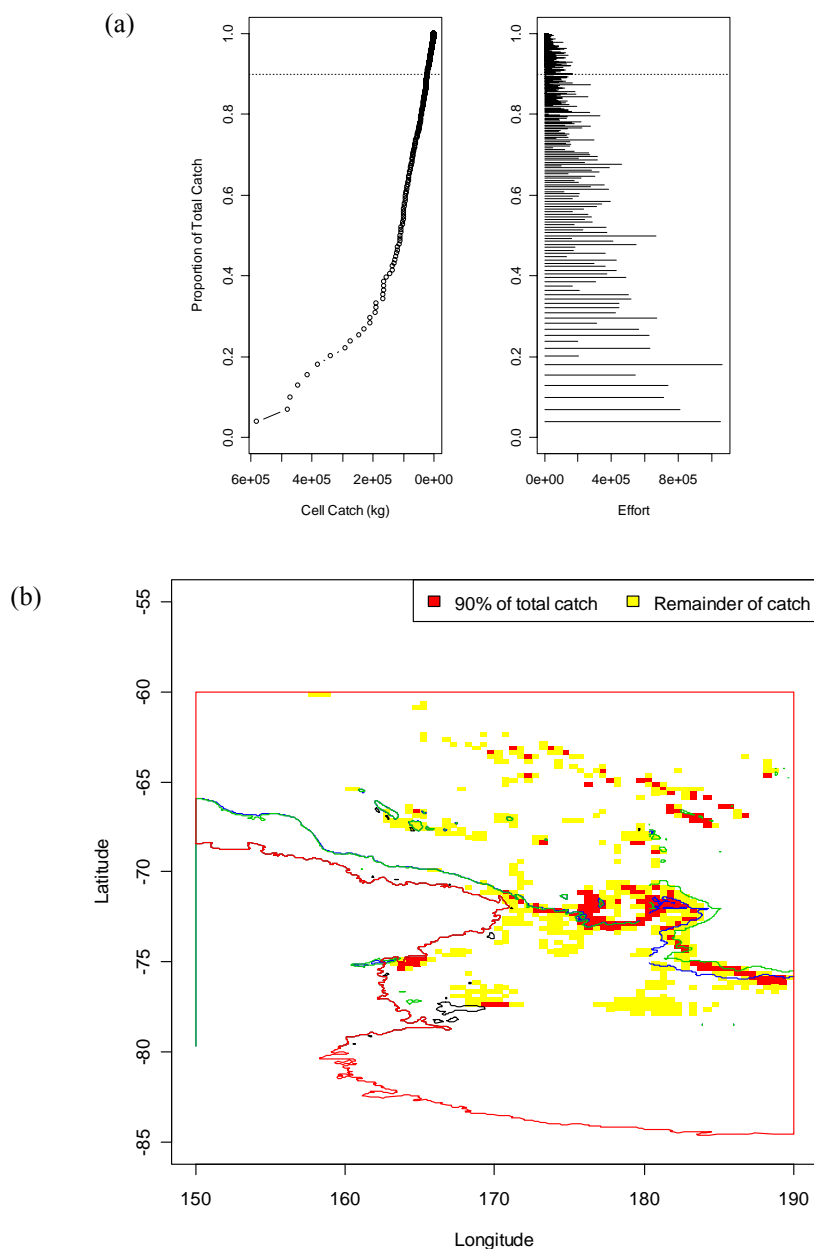 (a)
Proportion of Total Catch
1.0
0.8
0.6
0.4
0.2
0.0
6e+05 4e+05 2e+05 0e+00
Cell Catch (kg)
1.0
0.8
0.6
0.4
0.2
0.0
0e+00 4e+05 8e+05
Effort
(b)
90% of total catch Remainder of catch
Latitude
-55
-60
-65
-70
-75
-80
-85
150 160 170 180 190
Longitude